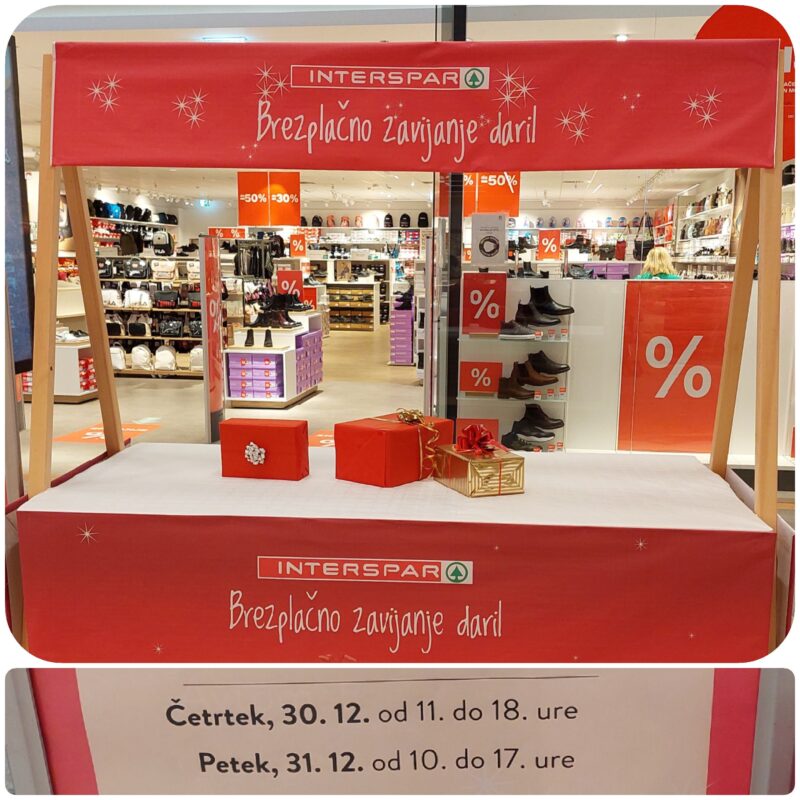 INTERSPAR
Brezplačno zavijanje daril
=50% =30%
=50%
%
%
%
%
%
%
%
INTERSPAR
Brezplačno zavijanje daril
Četrtek, 30. 12. od 11. do 18. ure
Petek, 31. 12. od 10. do 17. ure